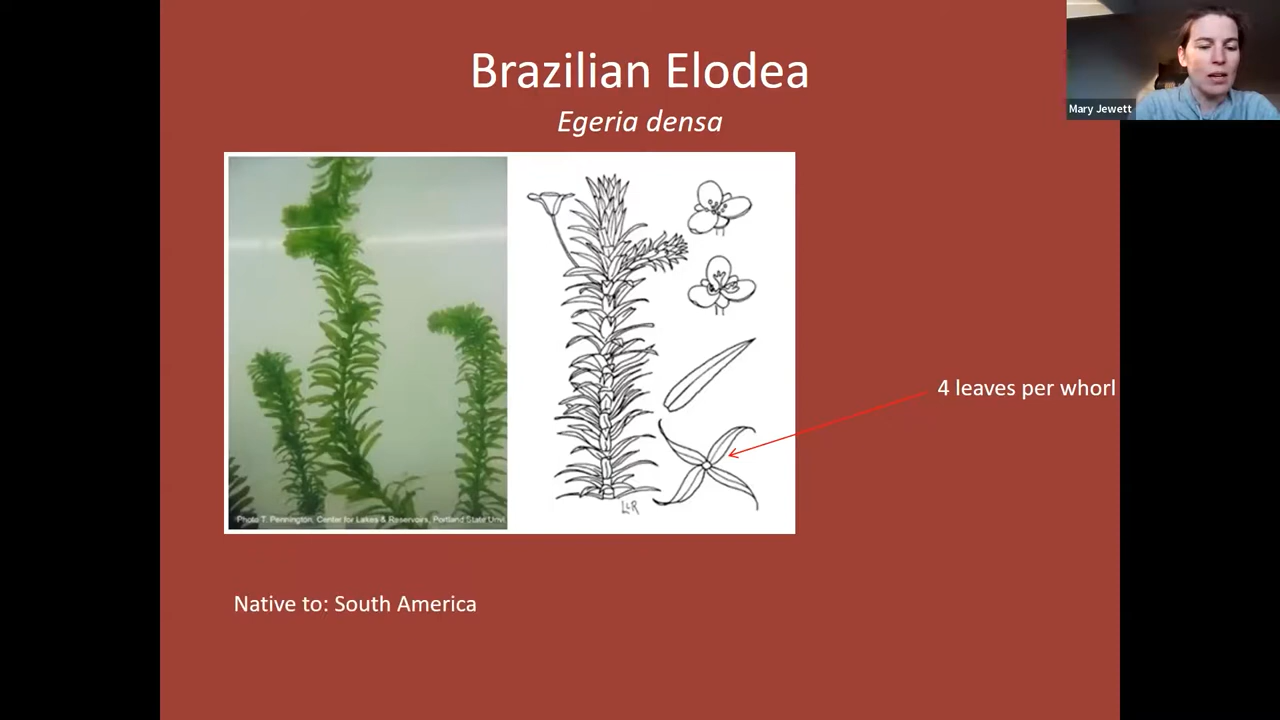 Brazilian Elodea
Egeria densa
Mary Jewett
4 leaves per whorl
Photo T. Pennington, Center for Lakes & Reservoirs, Portland State Univ.
LLR
Native to: South America